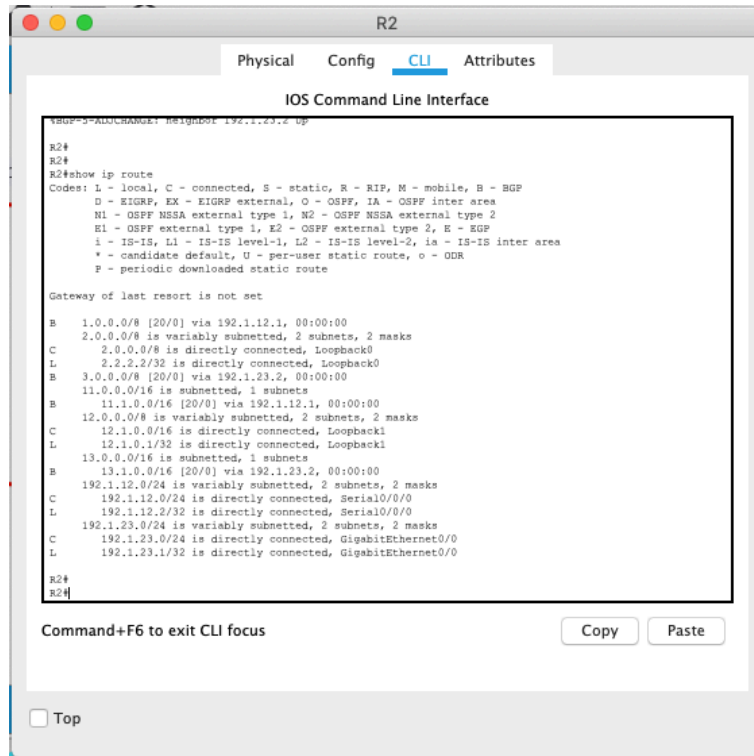 R2
Physical Config CLI Attributes
IOS Command Line Interface
%BGP-5-ADJCHANGE: neighbor 192.1.23.2 Up
R2#
R2#
R2#show ip route
Codes: L - local, C - connected, S - static, R - RIP, M - mobile, B - BGP
D - EIGRP, EX - EIGRP external, O - OSPF, IA - OSPF inter area
N1 - OSPF NSSA external type 1, N2 - OSPF NSSA external type 2
E1 - OSPF external type 1, E2 - OSPF external type 2, E - EGP
i - IS-IS, L1 - IS-IS level-1, L2 - IS-IS level-2, ia - IS-IS inter area
* - candidate default, U - per-user static route, o - ODR
P - periodic downloaded static route
Gateway of last resort is not set
B 1.0.0.0/8 [20/0] via 192.1.12.1, 00:00:00
2.0.0.0/8 is variably subnetted, 2 subnets, 2 masks
C 2.0.0.0/8 is directly connected, Loopback0
L 2.2.2.2/32 is directly connected, Loopback0
B 3.0.0.0/8 [20/0] via 192.1.23.2, 00:00:00
11.0.0.0/16 is subnetted, 1 subnets
B 11.1.0.0/16 [20/0] via 192.1.12.1, 00:00:00
12.0.0.0/8 is variably subnetted, 2 subnets, 2 masks
C 12.1.0.0/16 is directly connected, Loopback1
L 12.1.0.1/32 is directly connected, Loopback1
13.0.0.0/16 is subnetted, 1 subnets
B 13.1.0.0/16 [20/0] via 192.1.23.2, 00:00:00
192.1.12.0/24 is variably subnetted, 2 subnets, 2 masks
C 192.1.12.0/24 is directly connected, Serial0/0/0
L 192.1.12.2/32 is directly connected, Serial0/0/0
192.1.23.0/24 is variably subnetted, 2 subnets, 2 masks
C 192.1.23.0/24 is directly connected, GigabitEthernet0/0
L 192.1.23.1/32 is directly connected, GigabitEthernet0/0
R2#
R2#
Command+F6 to exit CLI focus Copy Paste
Top